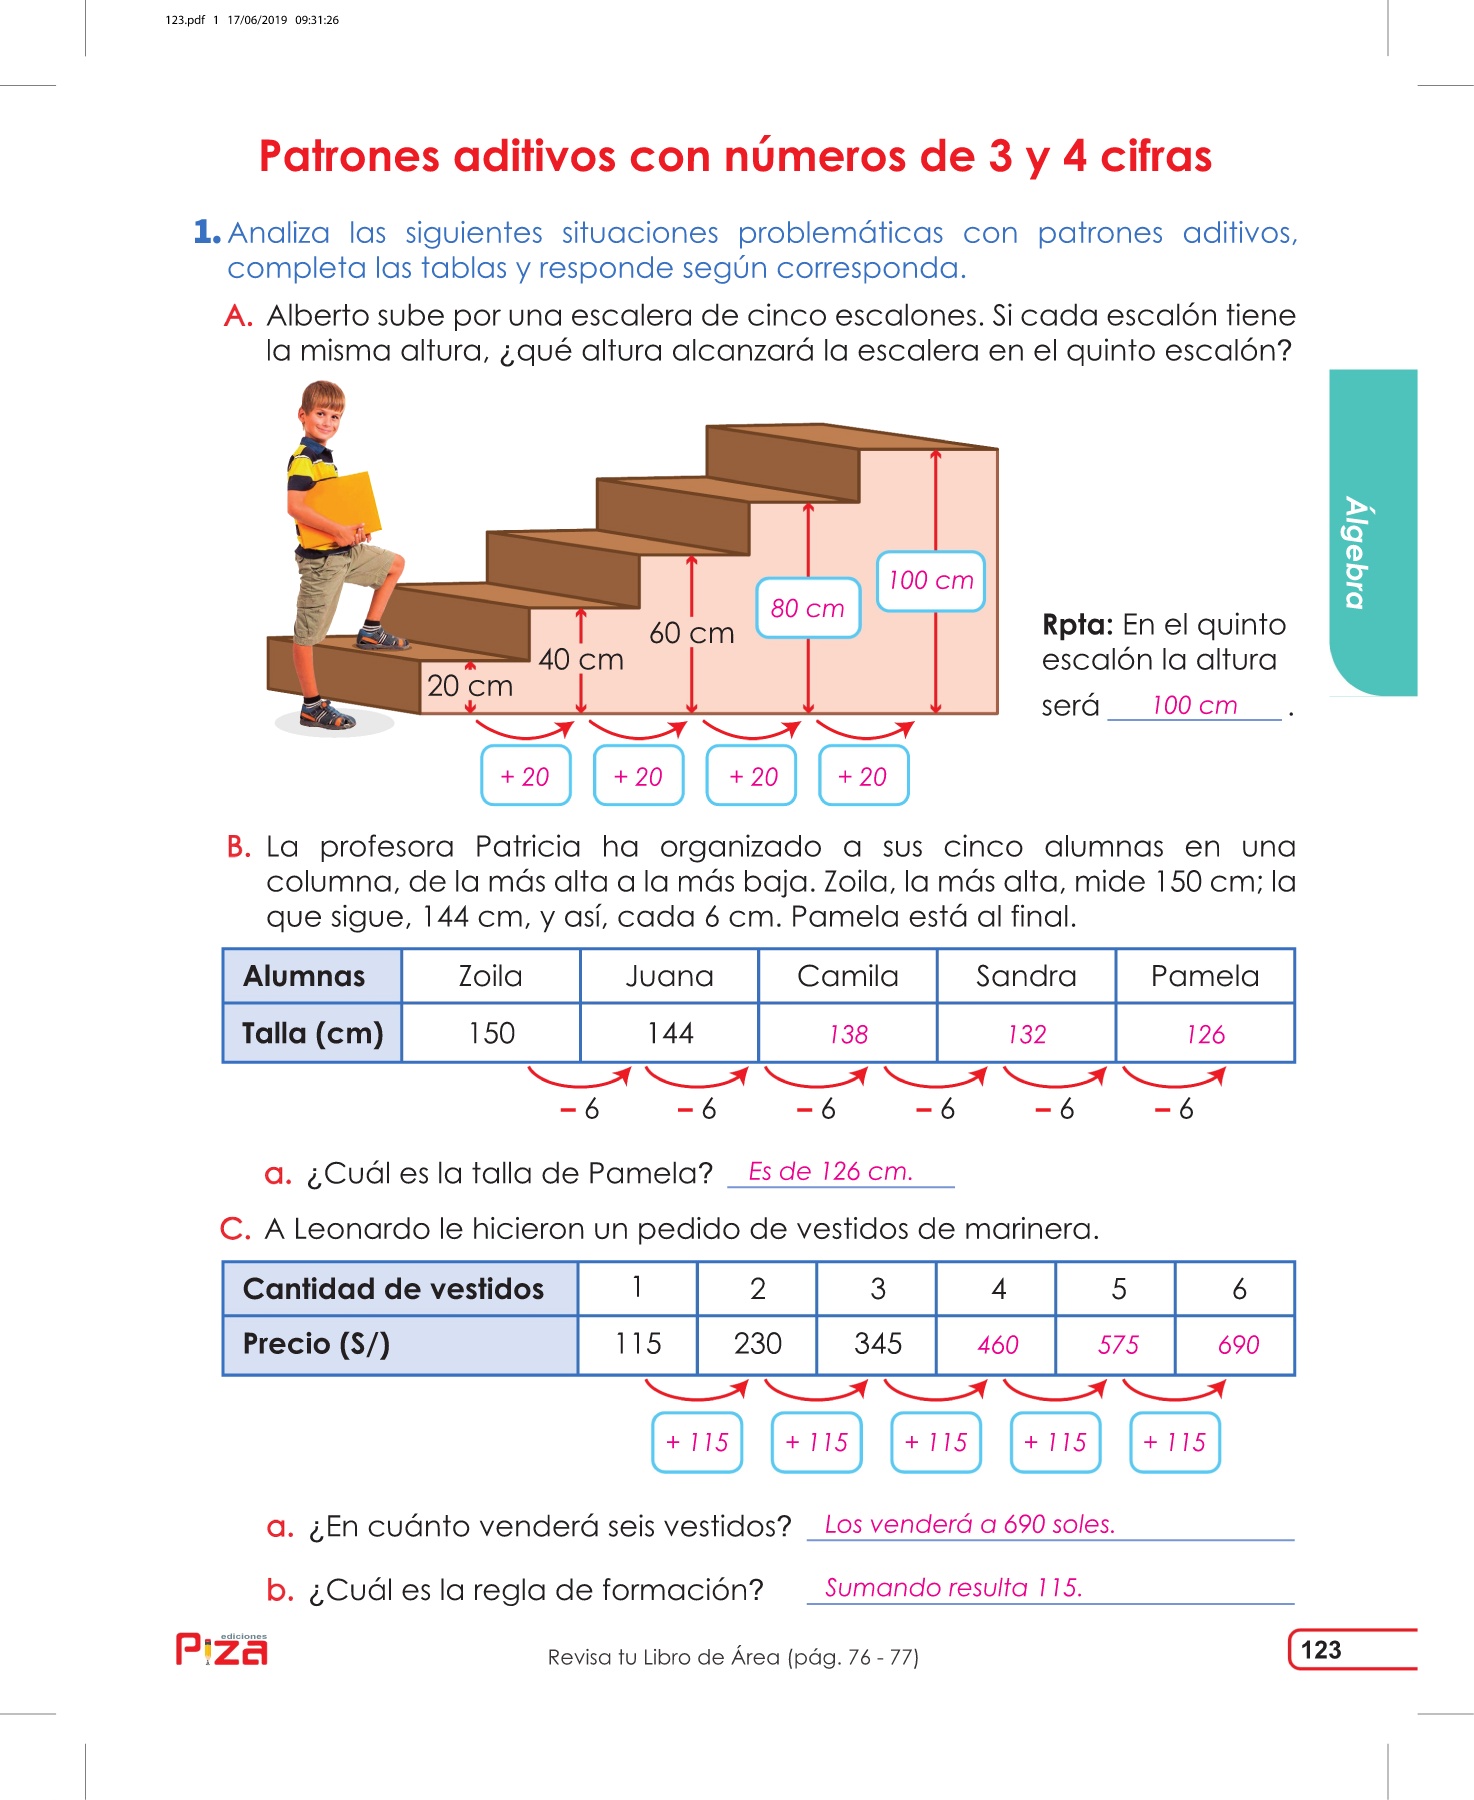 123.pdf 1 17/06/2019 09:31:26
Patrones aditivos con números de 3 y 4 cifras
1. Analiza las siguientes situaciones problemáticas con patrones aditivos,
completa las tablas y responde según corresponda.
A. Alberto sube por una escalera de cinco escalones. Si cada escalón tiene
la misma altura, ¿qué altura alcanzará la escalera en el quinto escalón?
20 cm
40 cm
60 cm
80 cm
100 cm
+ 20 + 20 + 20 + 20
Rpta: En el quinto
escalón la altura
será 100 cm .
Álgebra
B. La profesora Patricia ha organizado a sus cinco alumnas en una
columna, de la más alta a la más baja. Zoila, la más alta, mide 150 cm; la
que sigue, 144 cm, y así, cada 6 cm. Pamela está al final.
Alumnas Zoila Juana Camila Sandra Pamela
Talla (cm) 150 144 138 132 126
– 6 – 6 – 6 – 6 – 6 – 6
a. ¿Cuál es la talla de Pamela? Es de 126 cm.
C. A Leonardo le hicieron un pedido de vestidos de marinera.
Cantidad de vestidos 1 2 3 4 5 6
Precio (S/) 115 230 345 460 575 690
+ 115 + 115 + 115 + 115 + 115
a. ¿En cuánto venderá seis vestidos? Los venderá a 690 soles.
b. ¿Cuál es la regla de formación? Sumando resulta 115.
ediciones
Piza
Revisa tu Libro de Área (pág. 76 - 77)
123